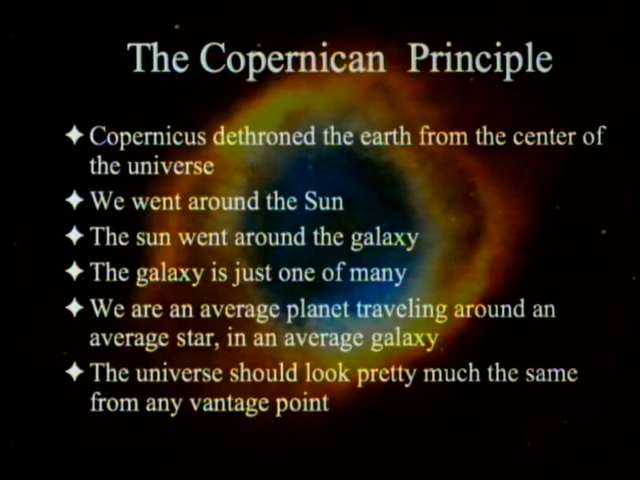 The Copernican Principle
✦ Copernicus dethroned the earth from the center of
the universe
✦ We went around the Sun
✦ The sun went around the galaxy
✦ The galaxy is just one of many
✦ We are an average planet traveling around an
average star, in an average galaxy
✦ The universe should look pretty much the same
from any vantage point